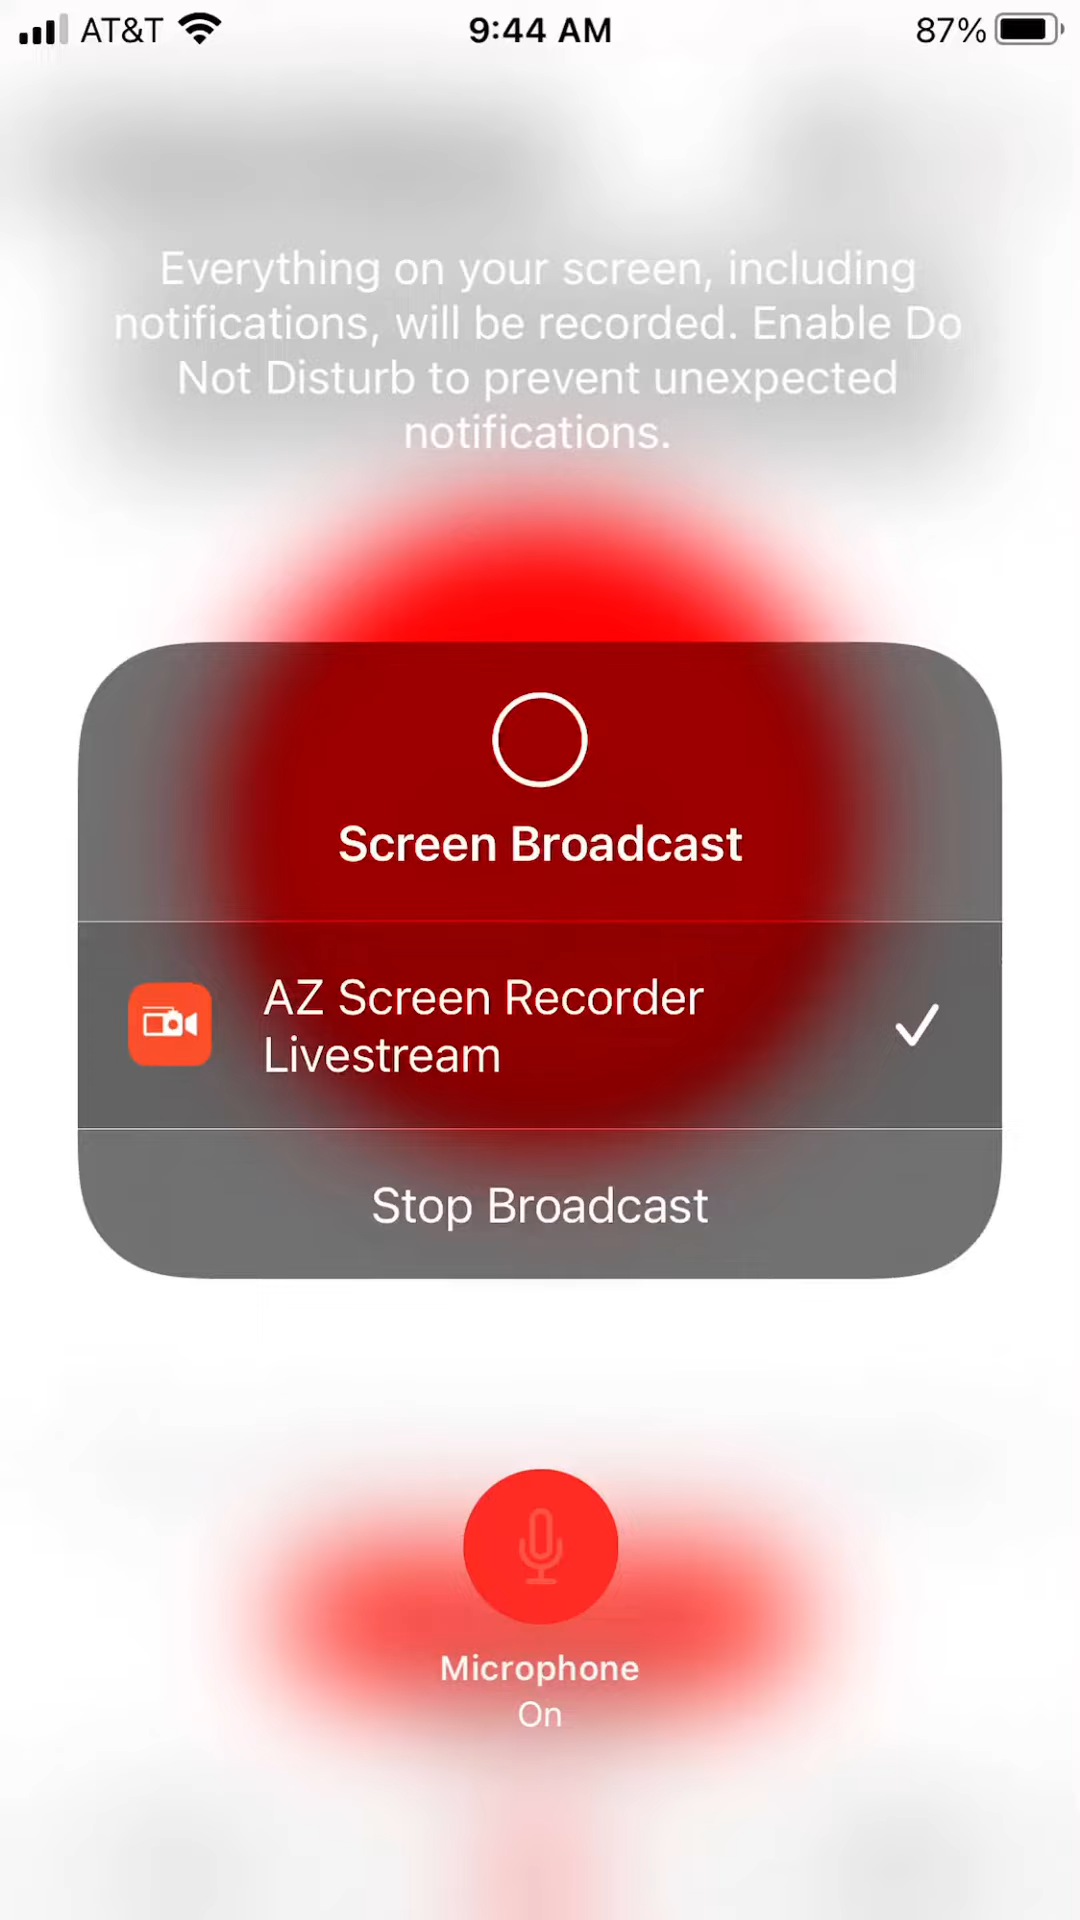 AT&T
9:44 AM
87%
Everything on your screen, including
notifications, will be recorded. Enable Do
Not Disturb to prevent unexpected
notifications.
Screen Broadcast
AZ Screen Recorder
Livestream
Stop Broadcast
Microphone
On